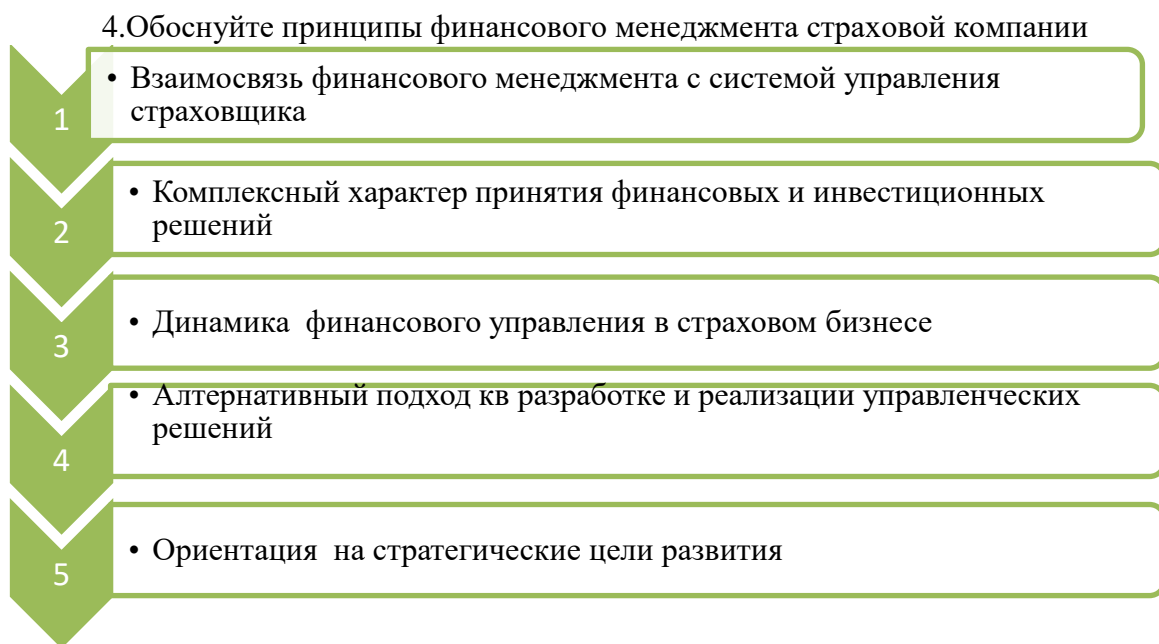 4.Обоснуйте принципы финансового менеджмента страховой компании
1
• Взаимосвязь финансового менеджмента с системой управления
страховщика
2
• Комплексный характер принятия финансовых и инвестиционных
решений
3
• Динамика финансового управления в страховом бизнесе
4
• Алтернативный подход кв разработке и реализации управленческих
решений
5
• Ориентация на стратегические цели развития